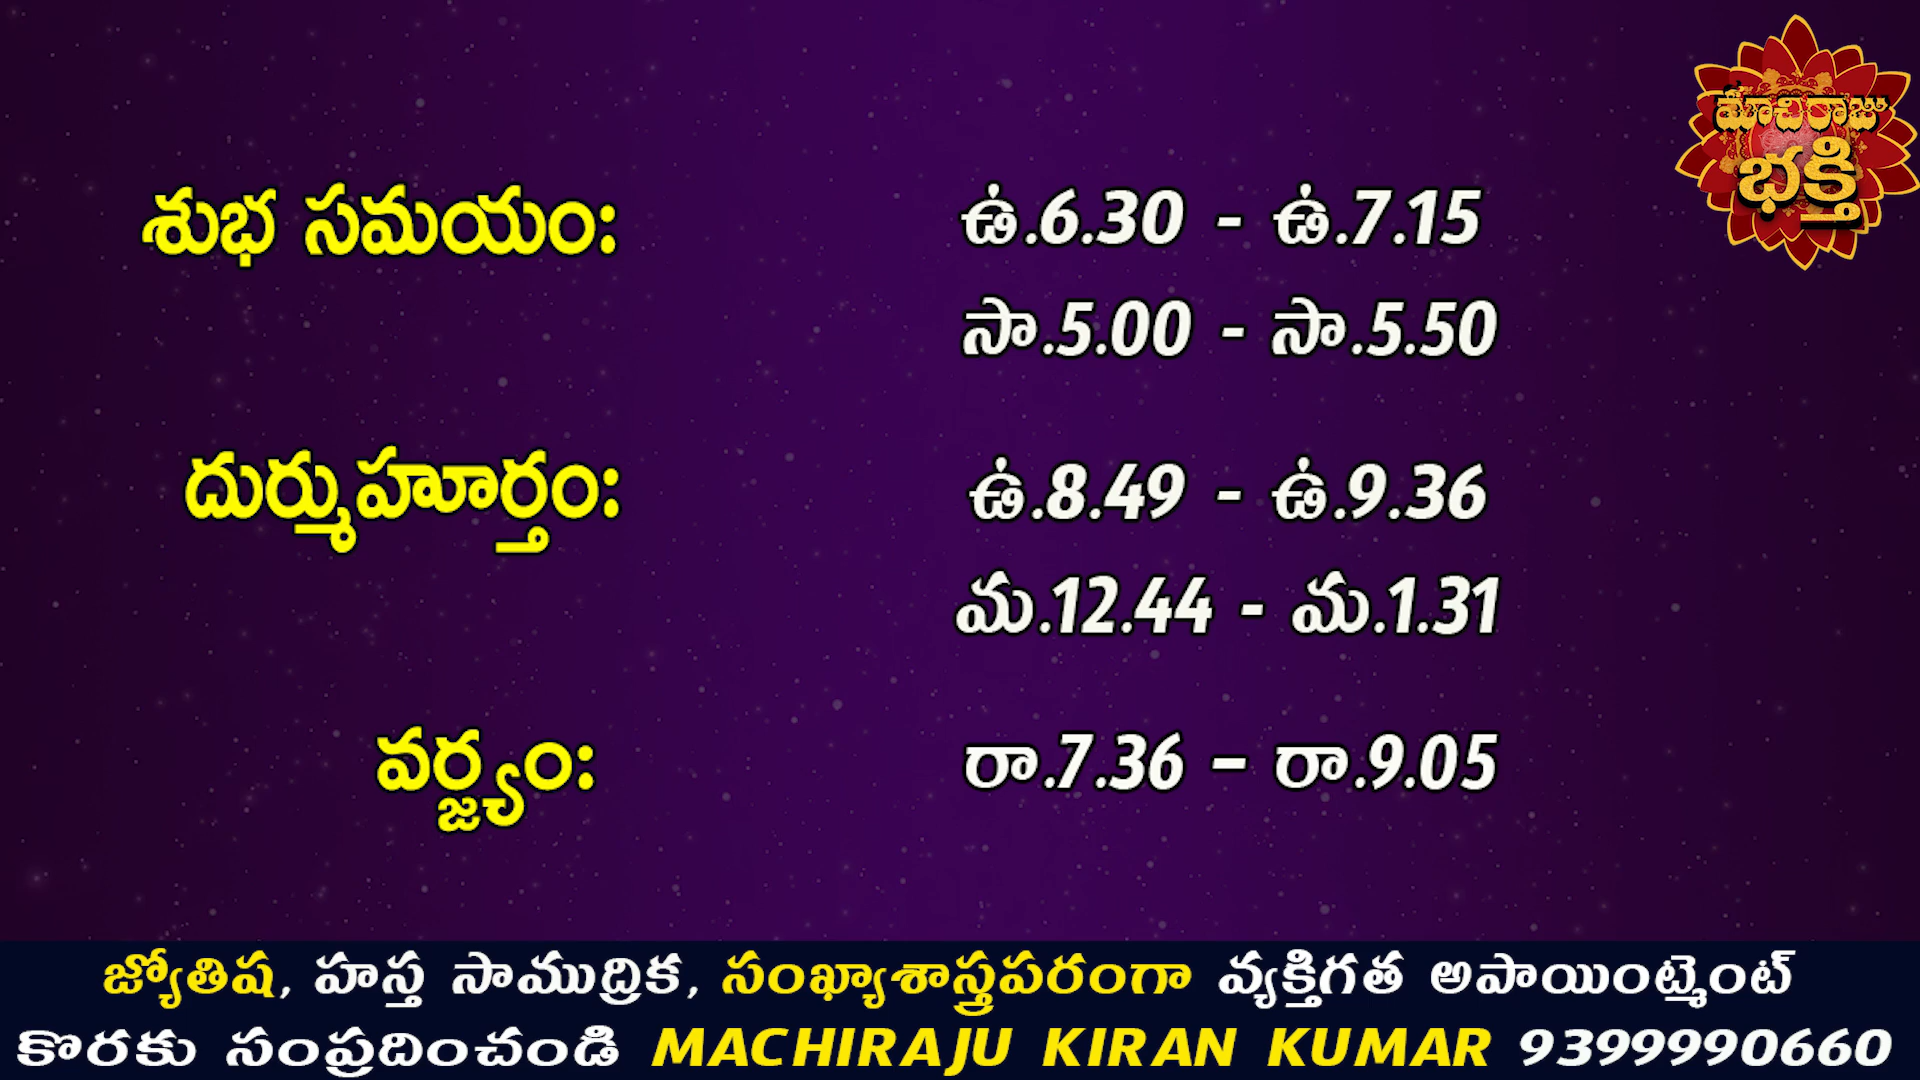 మాచిరాజు
భక్తి
శుభ సమయం: ఉ.6.30 - ఉ.7.15
సా.5.00 - సా.5.50
దుర్ముహూర్తం: ఉ.8.49 - ఉ.9.36
మ.12.44 - మ.1.31
వర్జ్యం: రా.7.36 – రా.9.05
జ్యోతిష, హస్త సాముద్రిక, సంఖ్యాశాస్త్రపరంగా వ్యక్తిగత అపాయింట్మెంట్
కొరకు సంప్రదించండి MACHIRAJU KIRAN KUMAR 9399990660